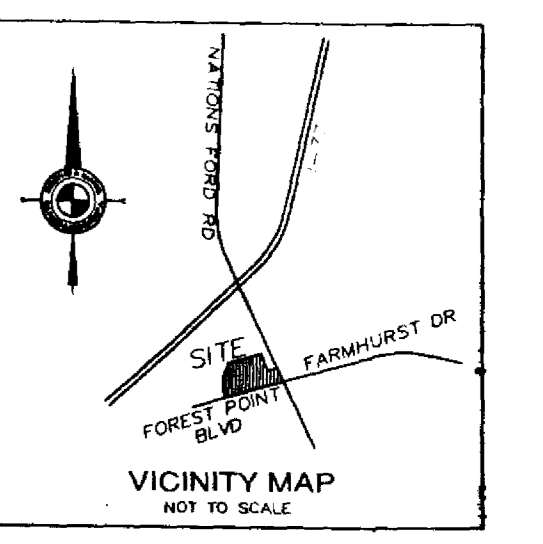 NATIONS FORD RD
SITE
FARMHURST DR
FOREST POINT
BLVD
VICINITY MAP
NOT TO SCALE